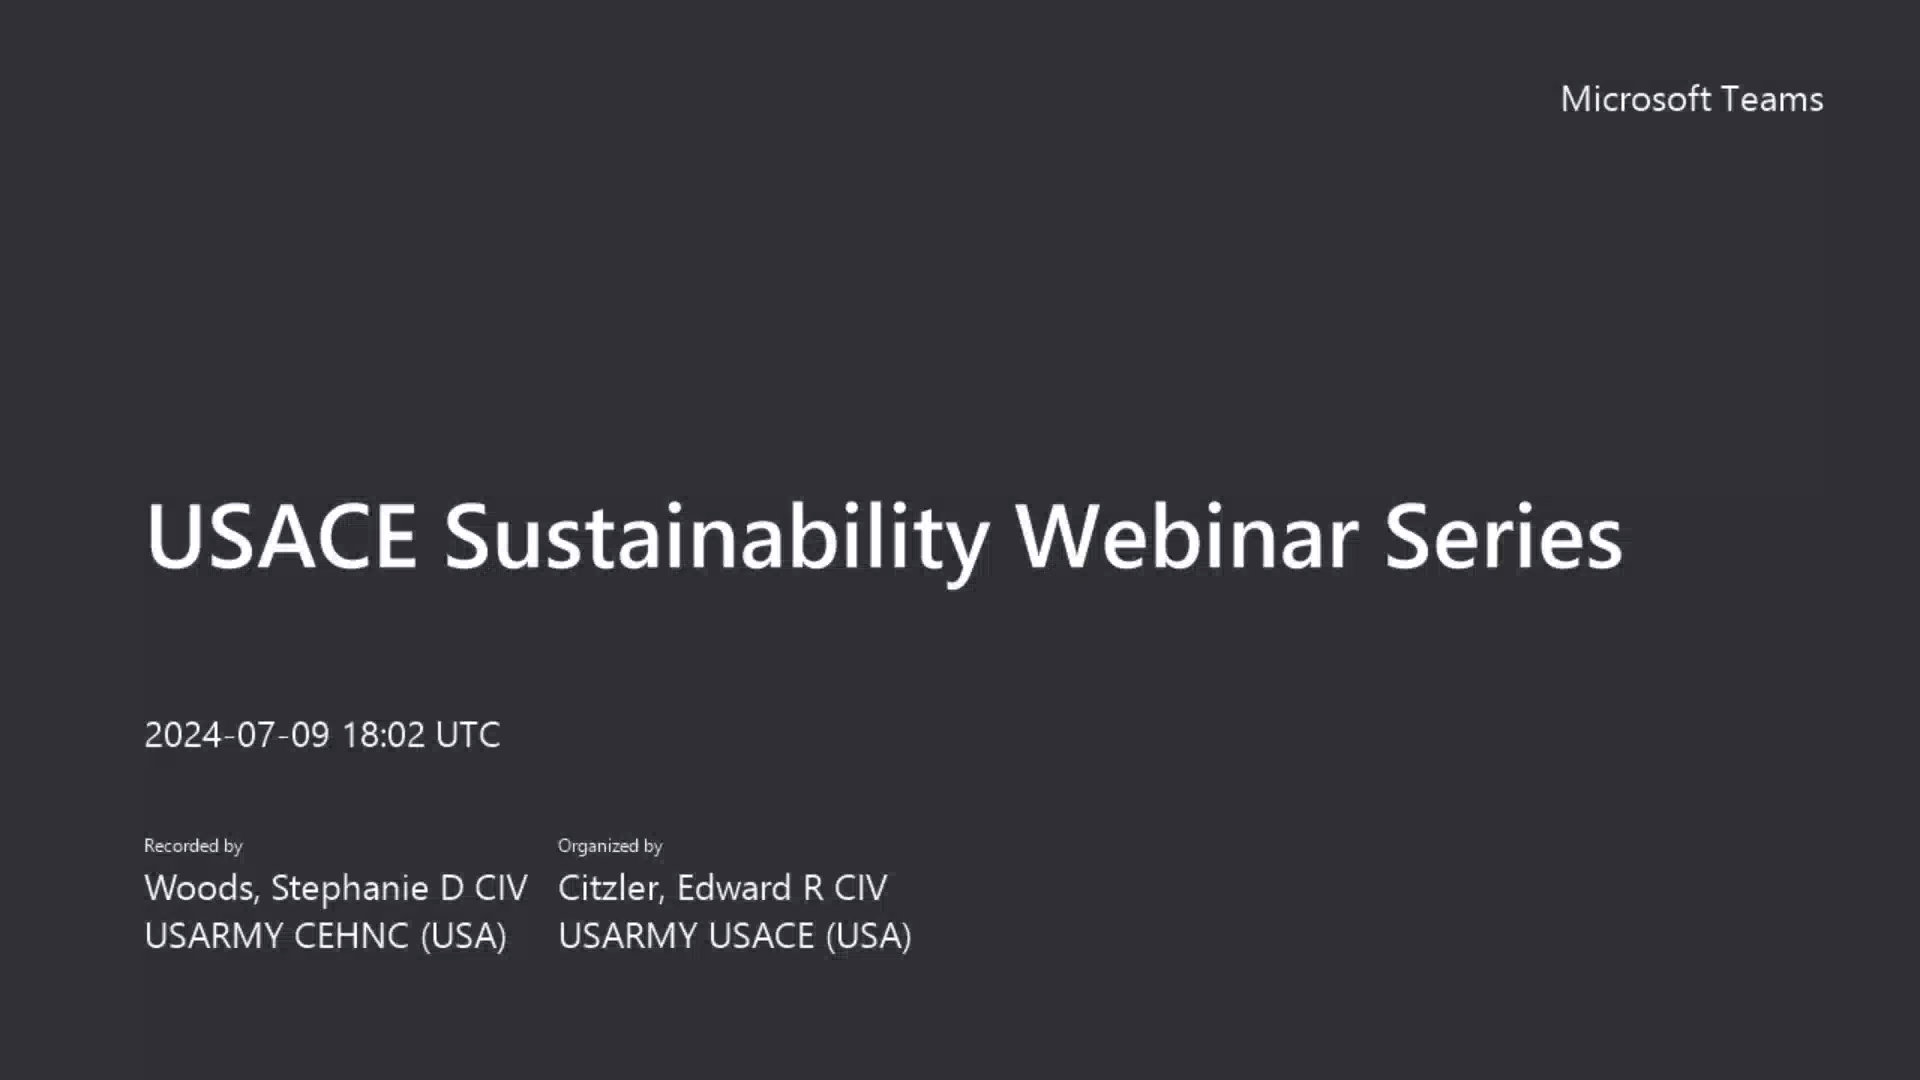 Microsoft Teams
USACE Sustainability Webinar Series
2024-07-09 18:02 UTC
Recorded by
Woods, Stephanie D CIV
USARMY CEHNC (USA)
Organized by
Citzler, Edward R CIV
USARMY USACE (USA)